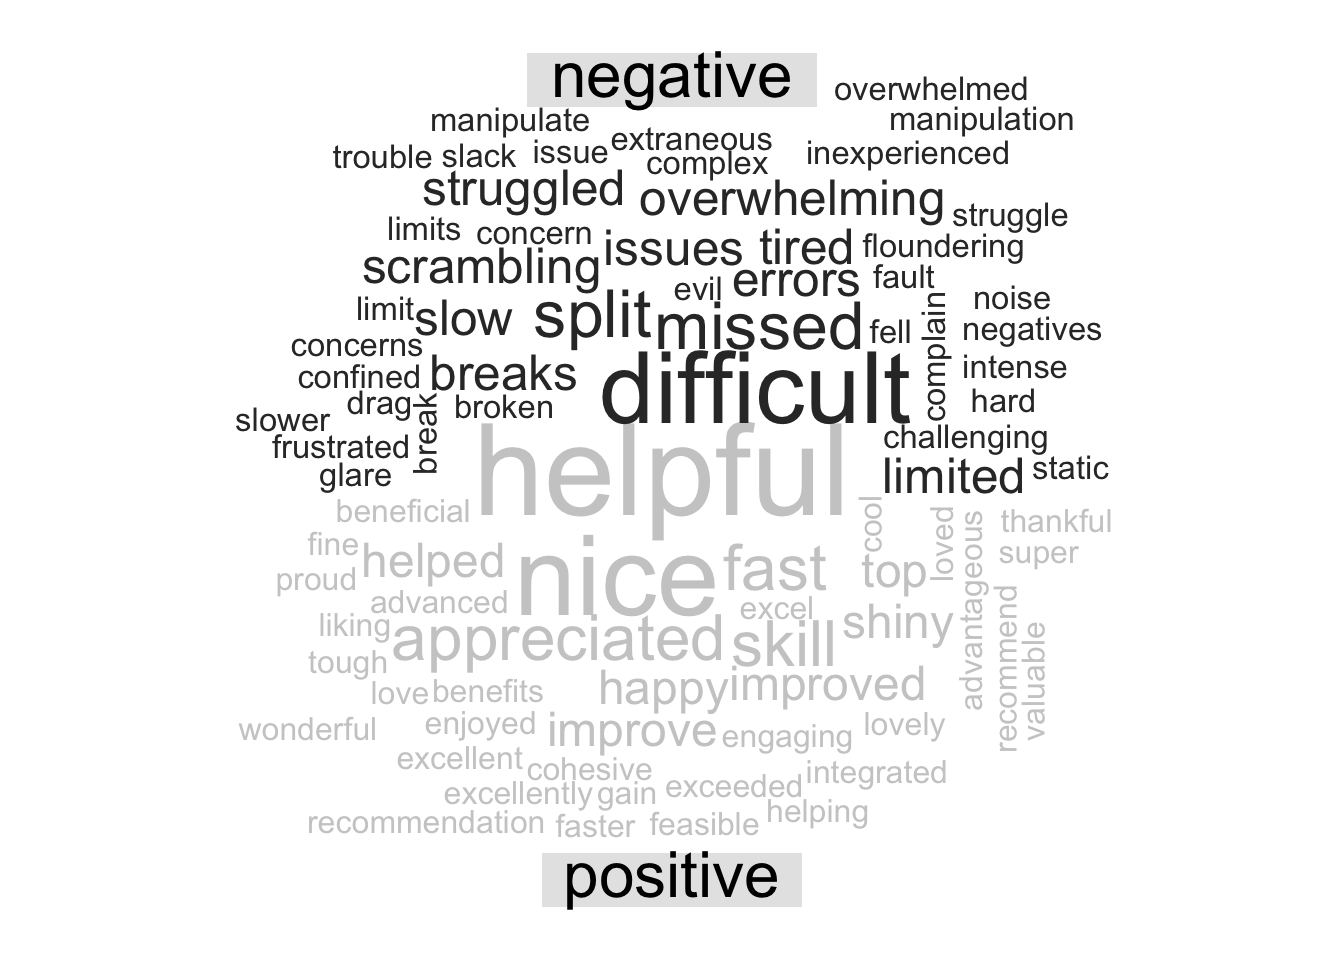 negative
overwhelmed
manipulate
manipulation
extraneous
trouble slack issue
complex
inexperienced
struggled
overwhelming
struggle
limits
concern
issues tired
floundering
scrambling
evil
errors
fault
limit
slow
split
missed
fell
complain
noise
negatives
concerns
confined
breaks
difficult
intense
hard
drag
broken
slower
break
frustrated
challenging
glare
limited
static
helpful
beneficial
cool
loved
advantageous
thankful
super
fine
helped
nice
fast
top
proud
advanced
excel
liking
appreciated
skill
shiny
recommend
valuable
tough
love
benefits
happy
improved
wonderful
enjoyed
improve
engaging
lovely
excellent
cohesive
integrated
excellently
gain
exceeded
helping
recommendation
faster
feasible
positive